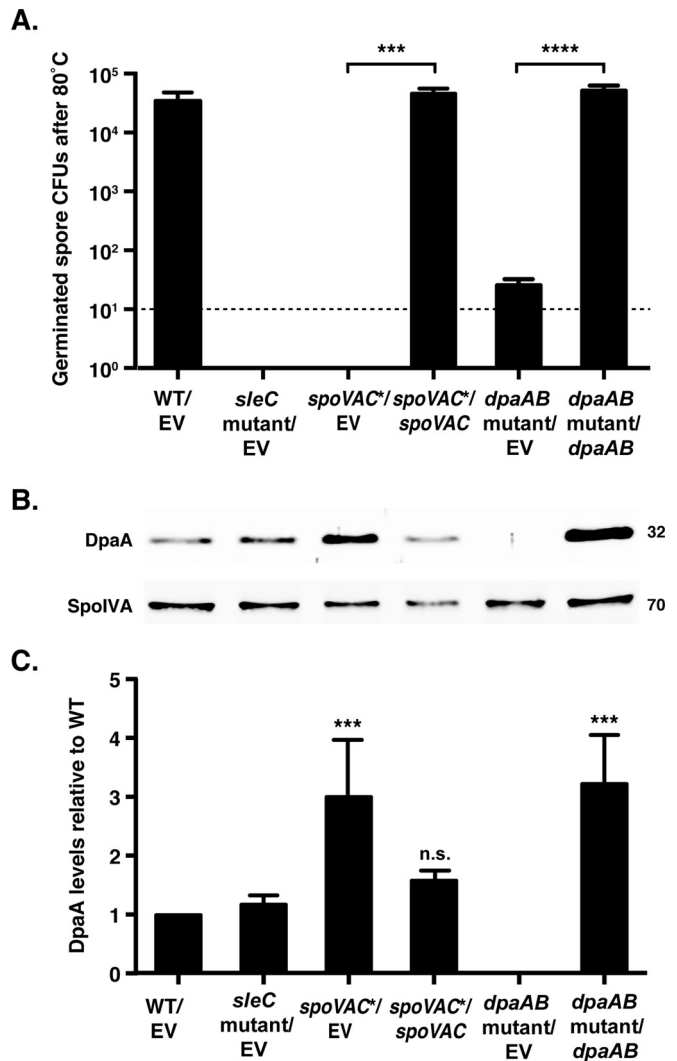 A.
*** ****
Germinated spore CFUs after 80˚C
10⁵
10⁴
10³
10²
10¹
10⁰
WT/ sleC spoVAC*/ spoVAC*/ dpaAB dpaAB
EV mutant/ EV spoVAC mutant/ mutant/
EV EV dpaAB
B.
DpaA 32
SpoIVA 70
C.
DpaA levels relative to WT
5
4
3
2
1
0
*** n.s. ***
WT/ sleC spoVAC*/ spoVAC*/ dpaAB dpaAB
EV mutant/ EV spoVAC mutant/ mutant/
EV EV dpaAB